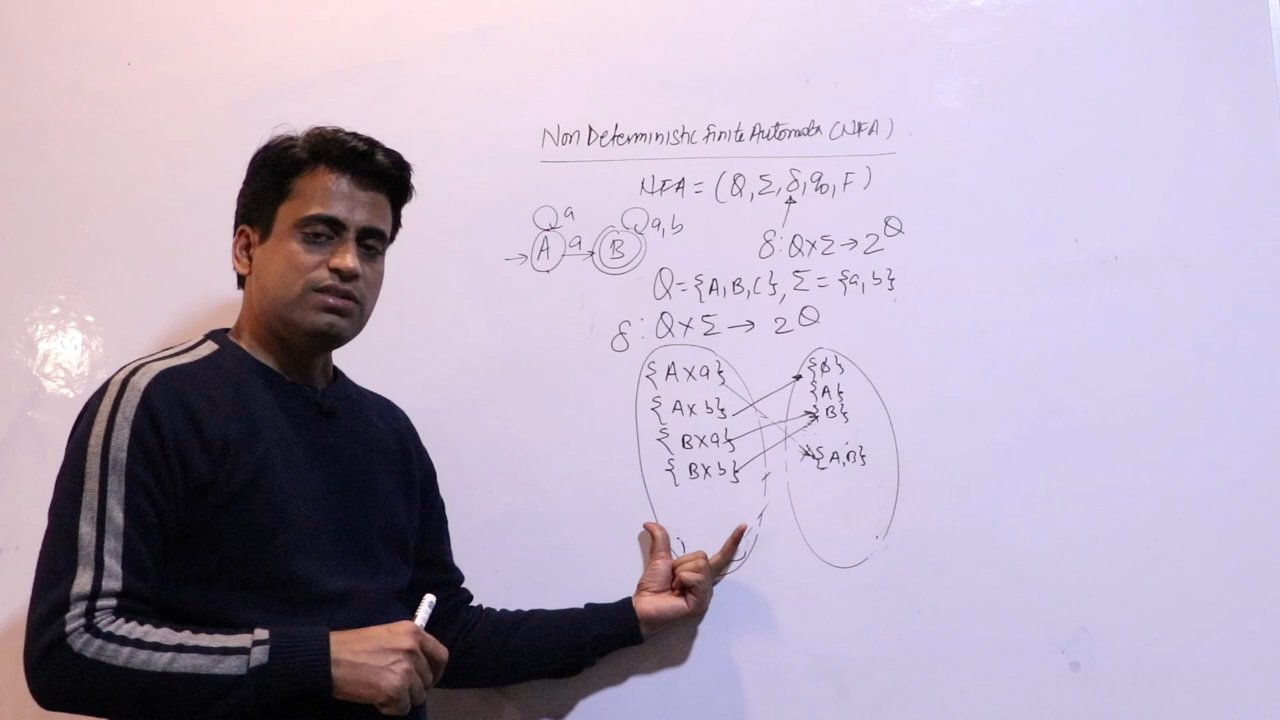 Non Deterministic Finite Automata (NFA)
NFA = (Q, Σ, δ, q0, F)
a a,b
A a B
δ: Q×Σ → 2^Q
Q = {A, B, C}, Σ = {a, b}
δ: Q×Σ → 2^Q
{A×a} {ϕ}
{A×b} {A}
{B×a} {B}
{B×b} {A,B}